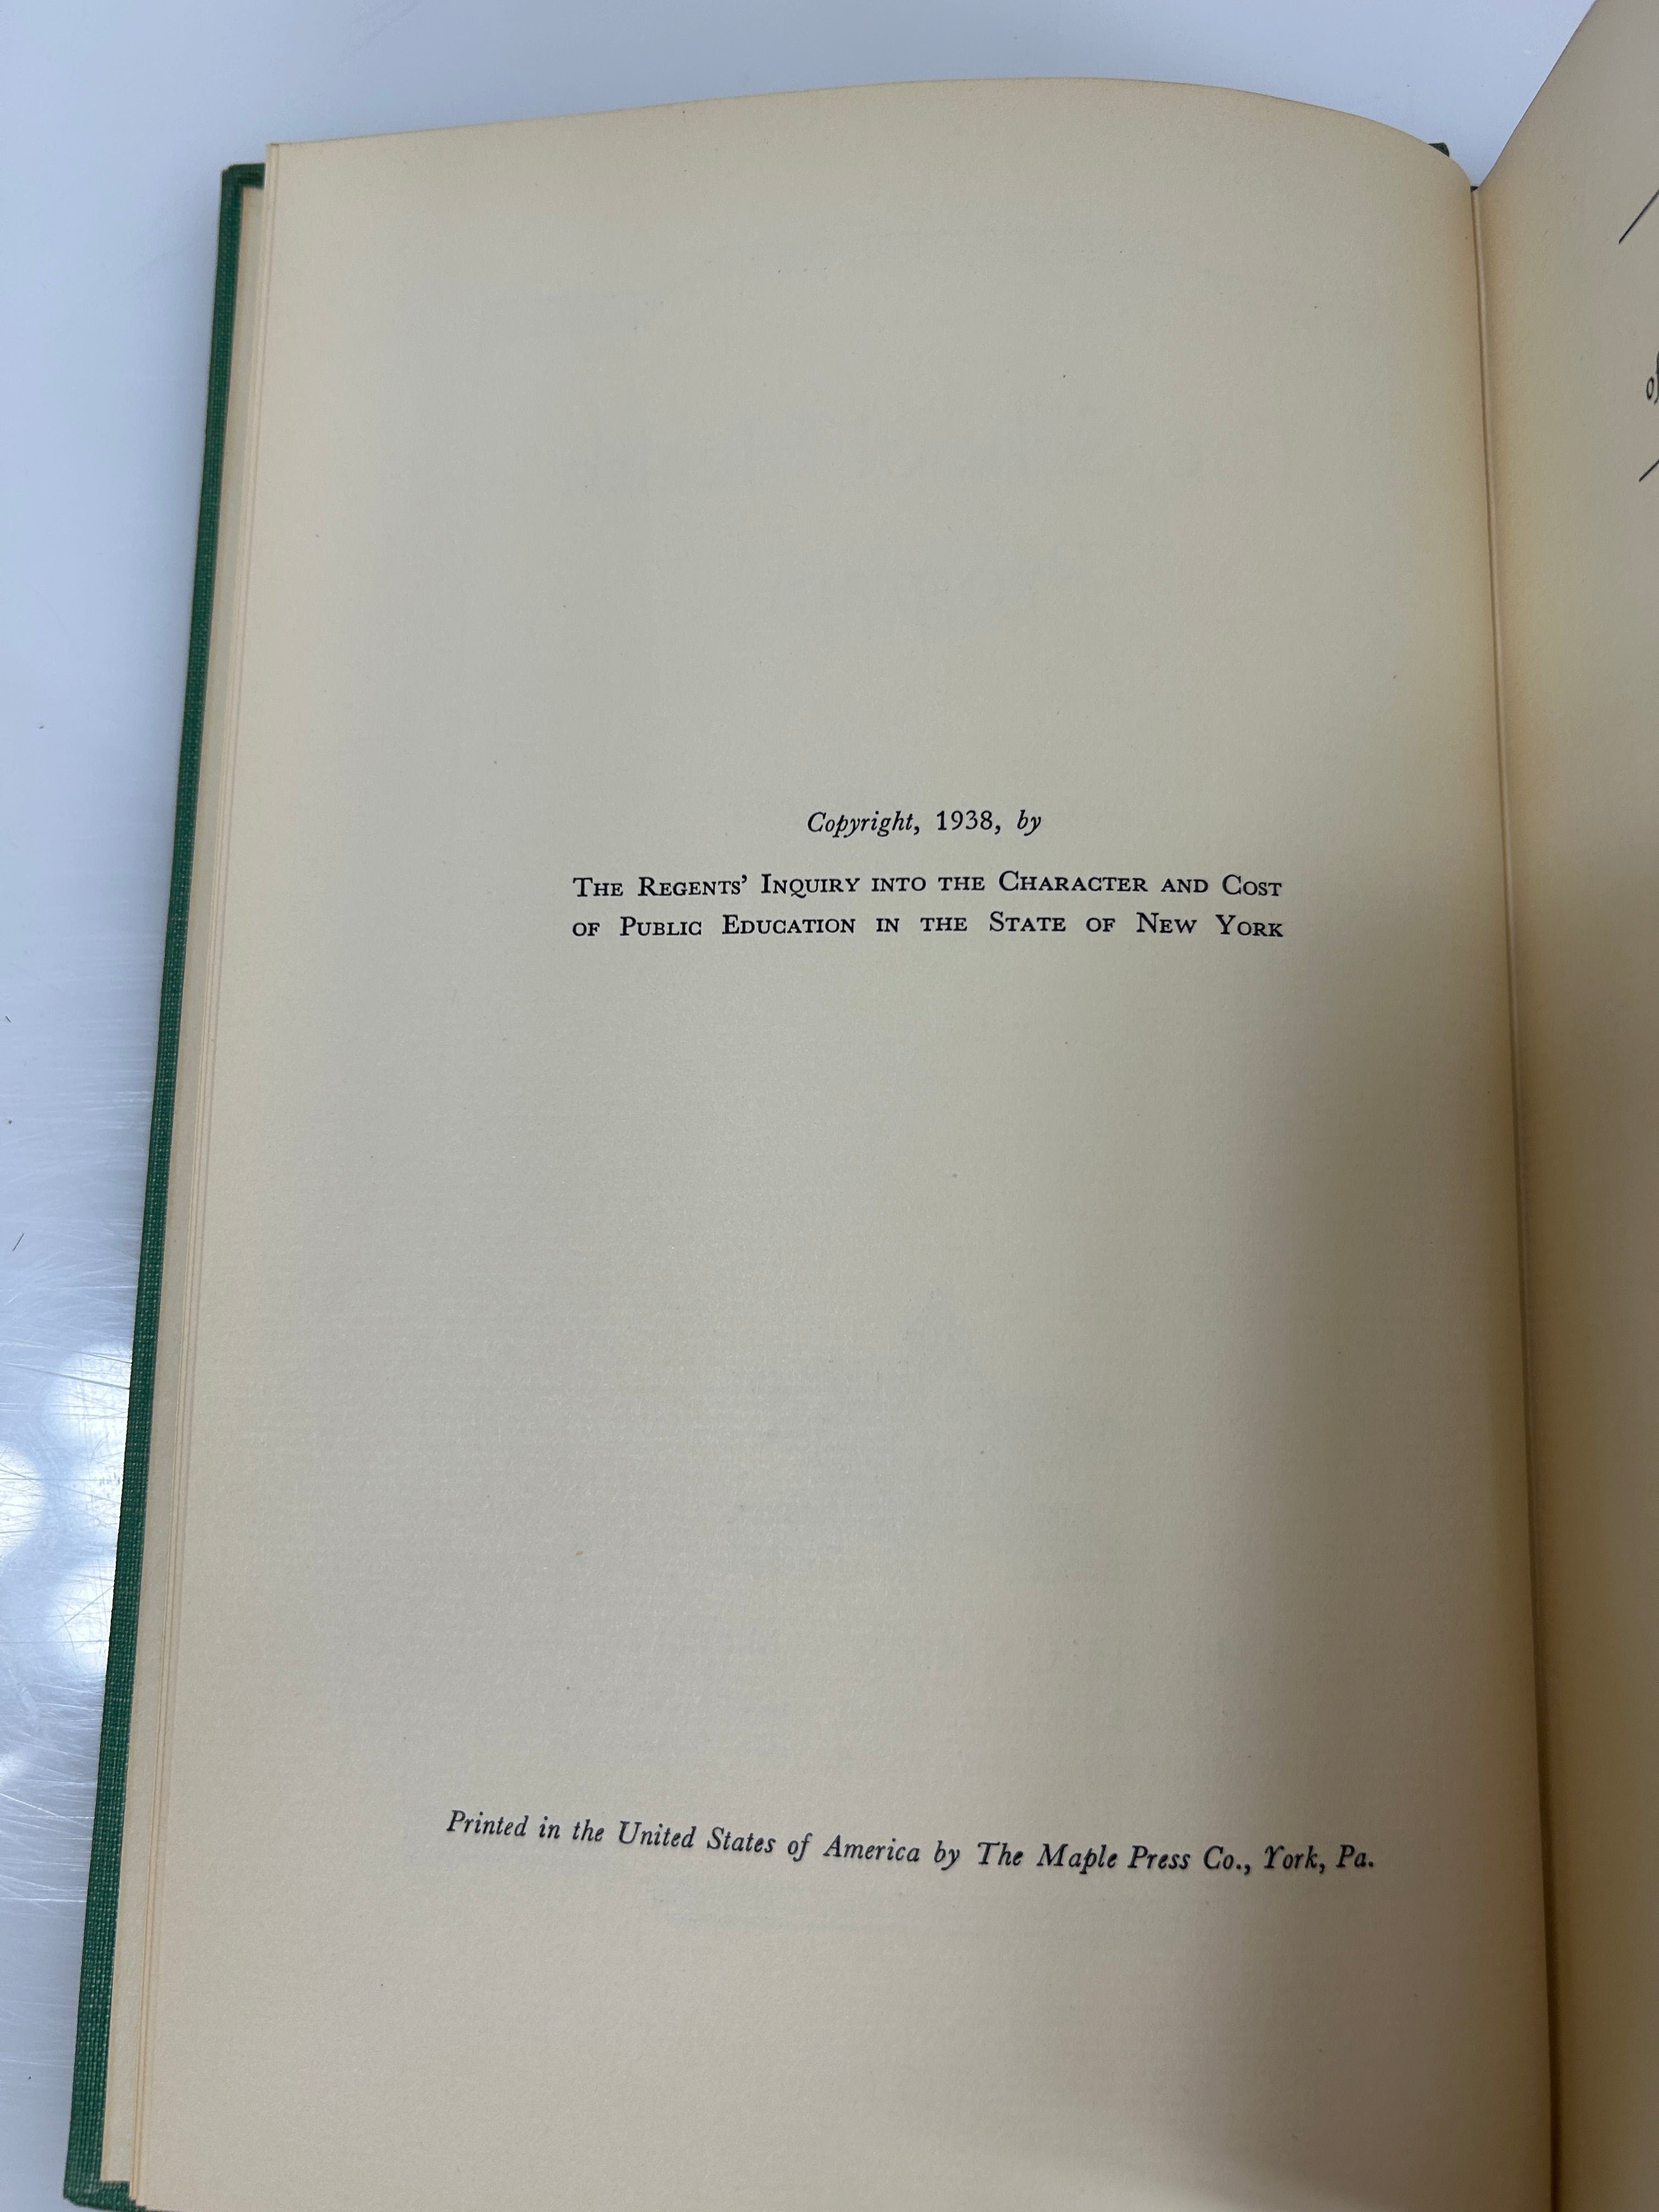 Copyright, 1938, by
The Regents’ Inquiry into the Character and Cost
of Public Education in the State of New York
Printed in the United States of America by The Maple Press Co., York, Pa.